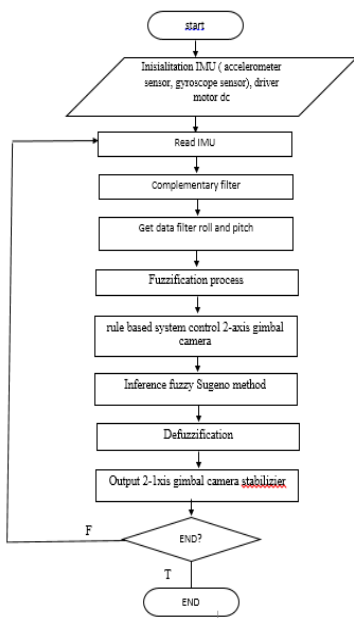 start
Inisialitation IMU ( accelerometer
sensor, gyroscope sensor), driver
motor dc
Read IMU
Complementary filter
Get data filter roll and pitch
Fuzzification process
rule based system control 2-axis gimbal
camera
Inference fuzzy Sugeno method
Defuzzification
Output 2-1xis gimbal camera stabilizier
F
END?
T
END